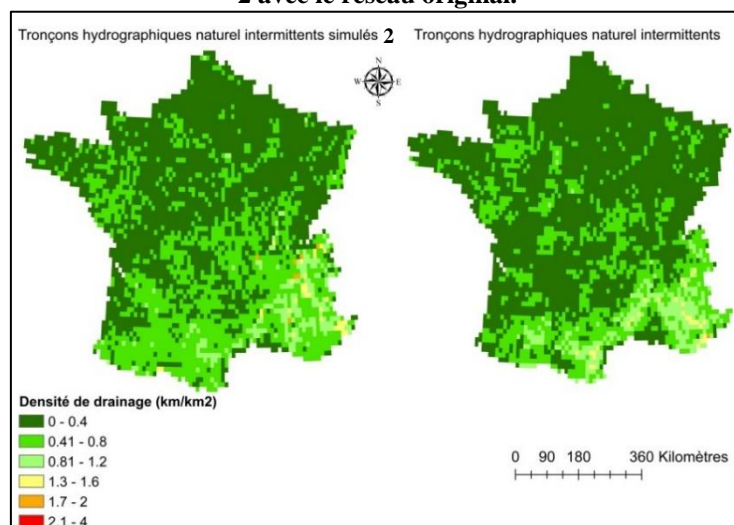 2 avec le réseau original.
Tronçons hydrographiques naturel intermittents simulés 2
Tronçons hydrographiques naturel intermittents
N
W E
S
Densité de drainage (km/km2)
0 - 0.4
0.41 - 0.8
0.81 - 1.2
1.3 - 1.6
1.7 - 2
2.1 - 4
0 90 180 360 Kilomètres